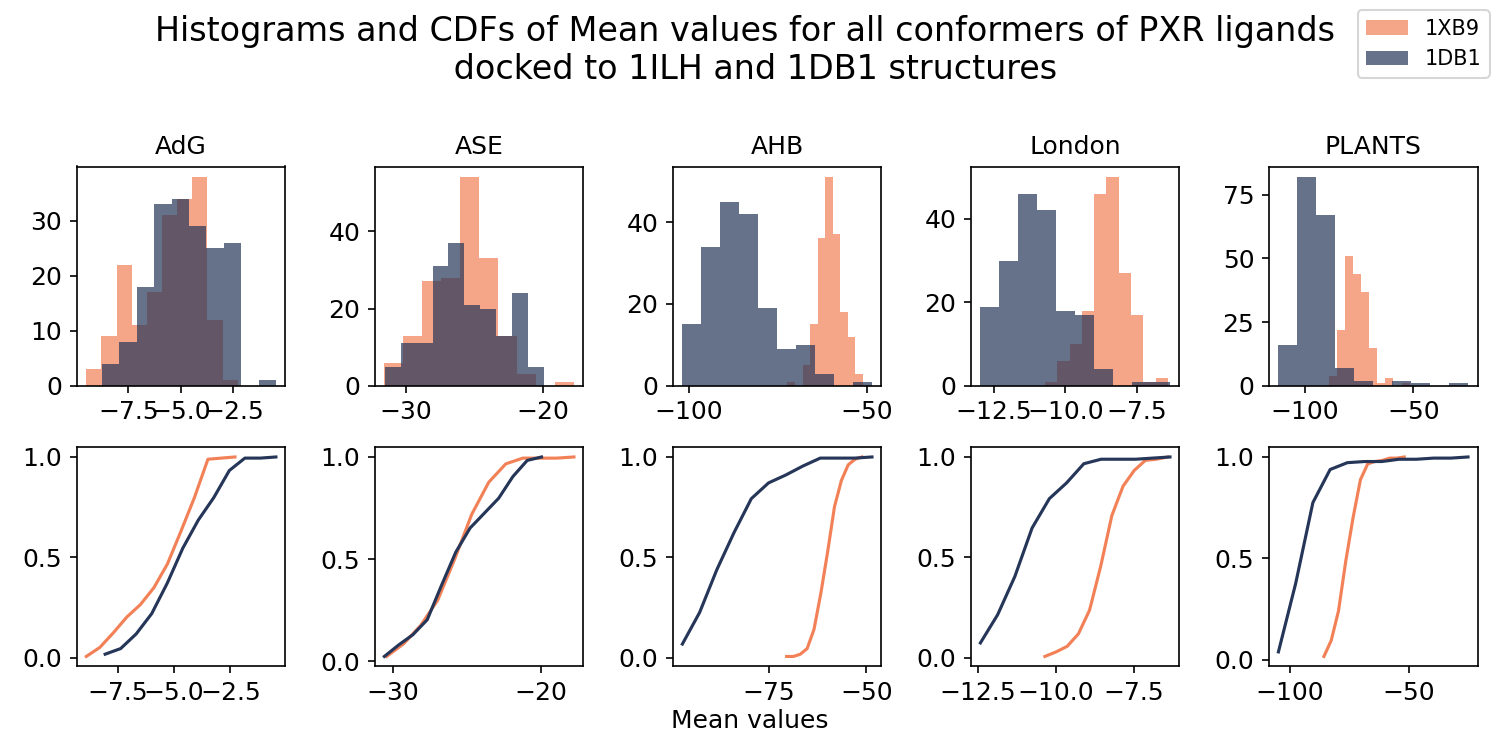 Histograms and CDFs of Mean values for all conformers of PXR ligands
docked to 1ILH and 1DB1 structures
1XB9
1DB1
AdG
ASE
AHB
London
PLANTS
30
20
10
0
−7.5 −5.0 −2.5
40
20
0
−30 −20
40
20
0
−100 −50
40
20
0
−12.5 −10.0 −7.5
75
50
25
0
−100 −50
1.0
0.5
0.0
−7.5 −5.0 −2.5
1.0
0.5
0.0
−30 −20
1.0
0.5
0.0
−75 −50
1.0
0.5
0.0
−12.5 −10.0 −7.5
1.0
0.5
0.0
−100 −50
Mean values